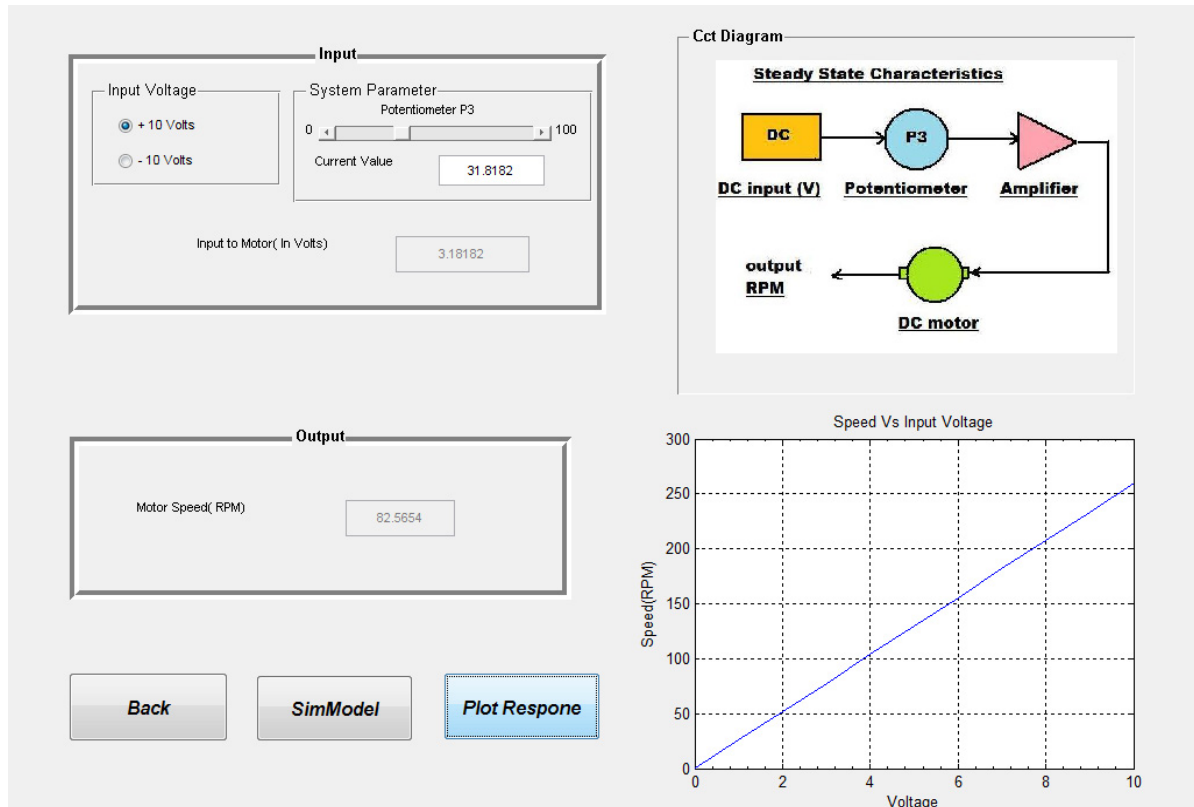 Input
Input Voltage
+ 10 Volts
- 10 Volts
System Parameter
Potentiometer P3
0
100
Current Value
31.8182
Input to Motor( In Volts)
3.18182
Cct Diagram
Steady State Characteristics
DC
P3
DC input (V)
Potentiometer
Amplifier
output
RPM
DC motor
Output
Motor Speed( RPM)
82.5654
Back
SimModel
Plot Respone
Speed Vs Input Voltage
Speed(RPM)
300
250
200
150
100
50
0
0 2 4 6 8 10
Voltage